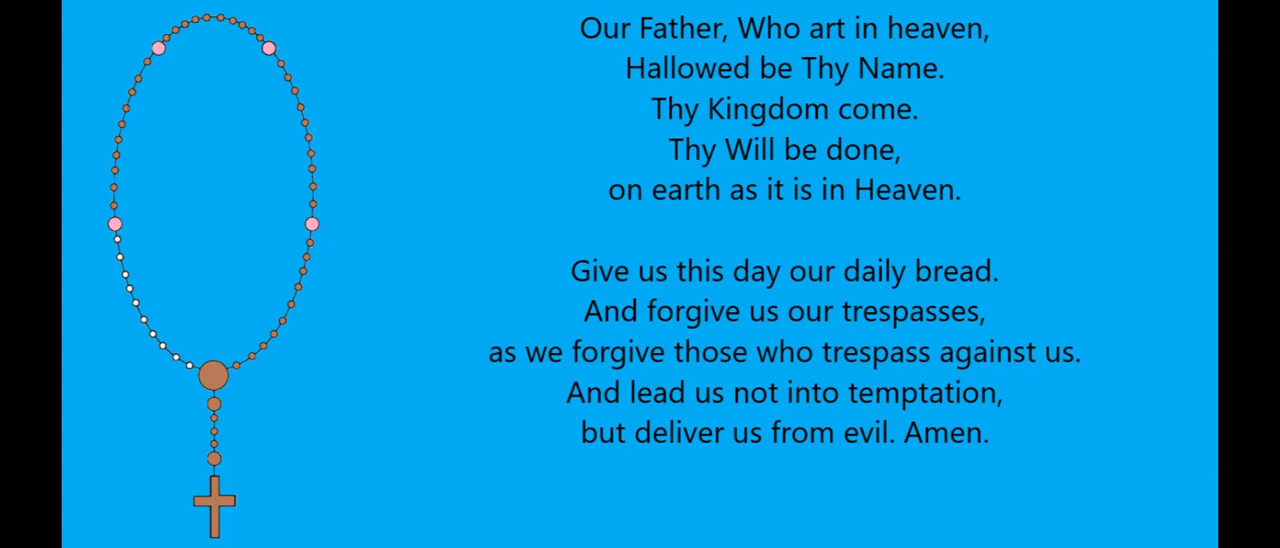 Our Father, Who art in heaven,
Hallowed be Thy Name.
Thy Kingdom come.
Thy Will be done,
on earth as it is in Heaven.
Give us this day our daily bread.
And forgive us our trespasses,
as we forgive those who trespass against us.
And lead us not into temptation,
but deliver us from evil. Amen.